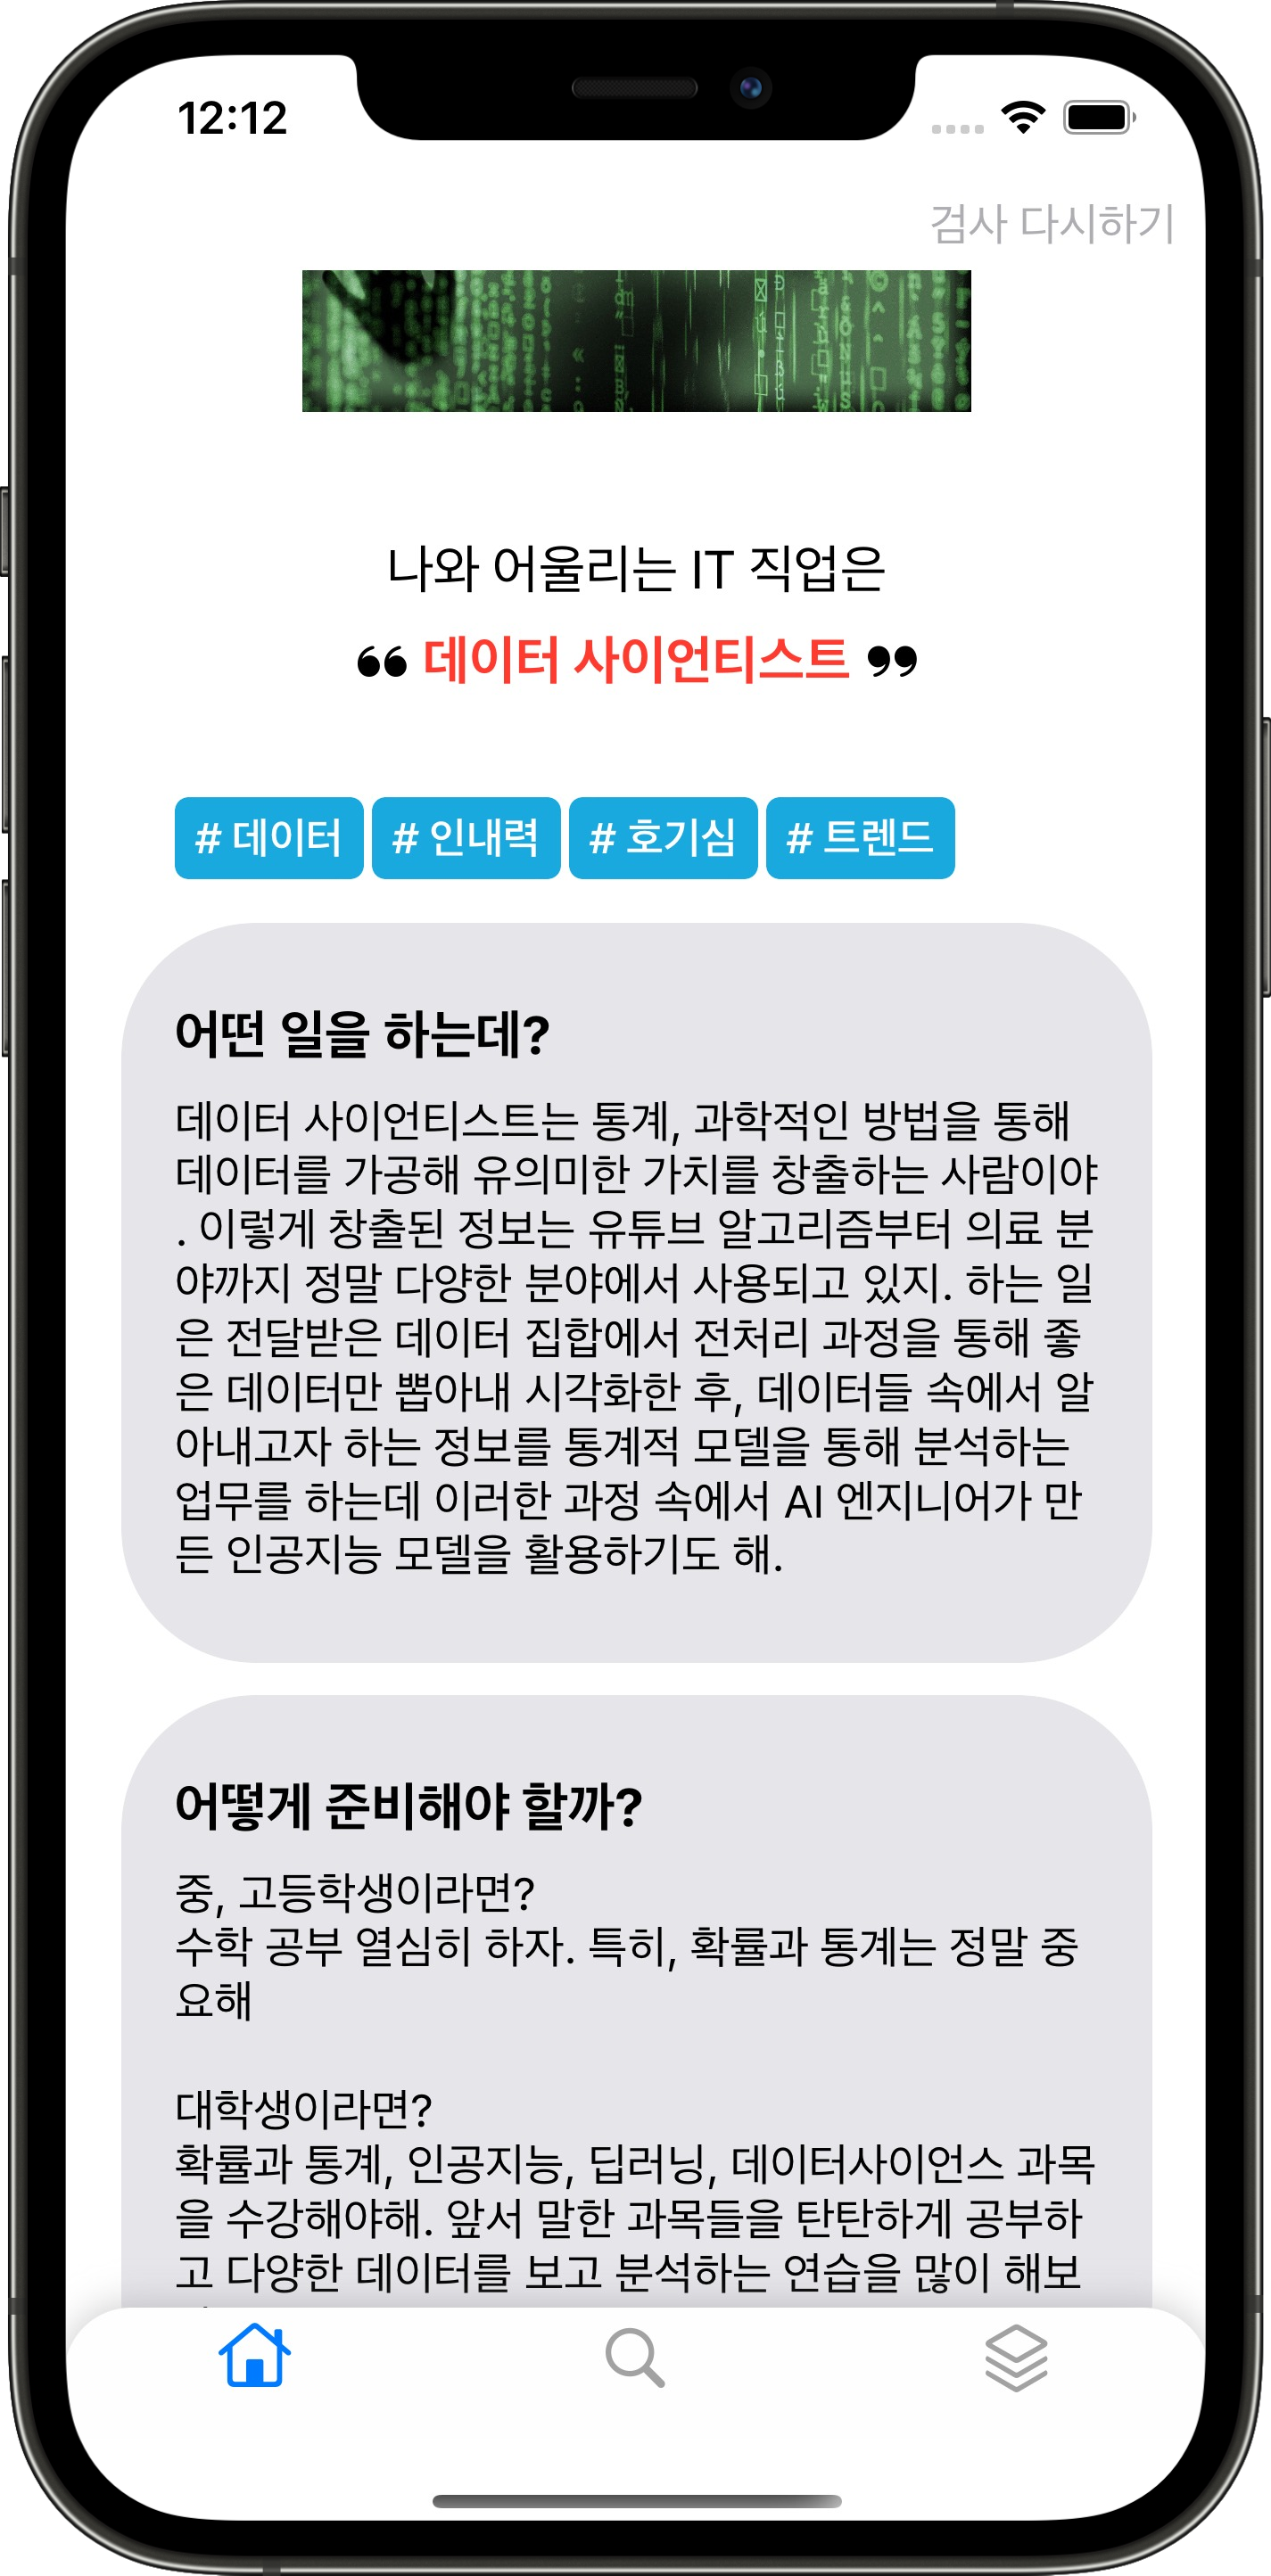 12:12
검사 다시하기
나와 어울리는 IT 직업은
❝ 데이터 사이언티스트 ❞
# 데이터 # 인내력 # 호기심 # 트렌드
어떤 일을 하는데?
데이터 사이언티스트는 통계, 과학적인 방법을 통해
데이터를 가공해 유의미한 가치를 창출하는 사람이야
. 이렇게 창출된 정보는 유튜브 알고리즘부터 의료 분
야까지 정말 다양한 분야에서 사용되고 있지. 하는 일
은 전달받은 데이터 집합에서 전처리 과정을 통해 좋
은 데이터만 뽑아내 시각화한 후, 데이터들 속에서 알
아내고자 하는 정보를 통계적 모델을 통해 분석하는
업무를 하는데 이러한 과정 속에서 AI 엔지니어가 만
든 인공지능 모델을 활용하기도 해.
어떻게 준비해야 할까?
중, 고등학생이라면?
수학 공부 열심히 하자. 특히, 확률과 통계는 정말 중
요해
대학생이라면?
확률과 통계, 인공지능, 딥러닝, 데이터사이언스 과목
을 수강해야해. 앞서 말한 과목들을 탄탄하게 공부하
고 다양한 데이터를 보고 분석하는 연습을 많이 해보